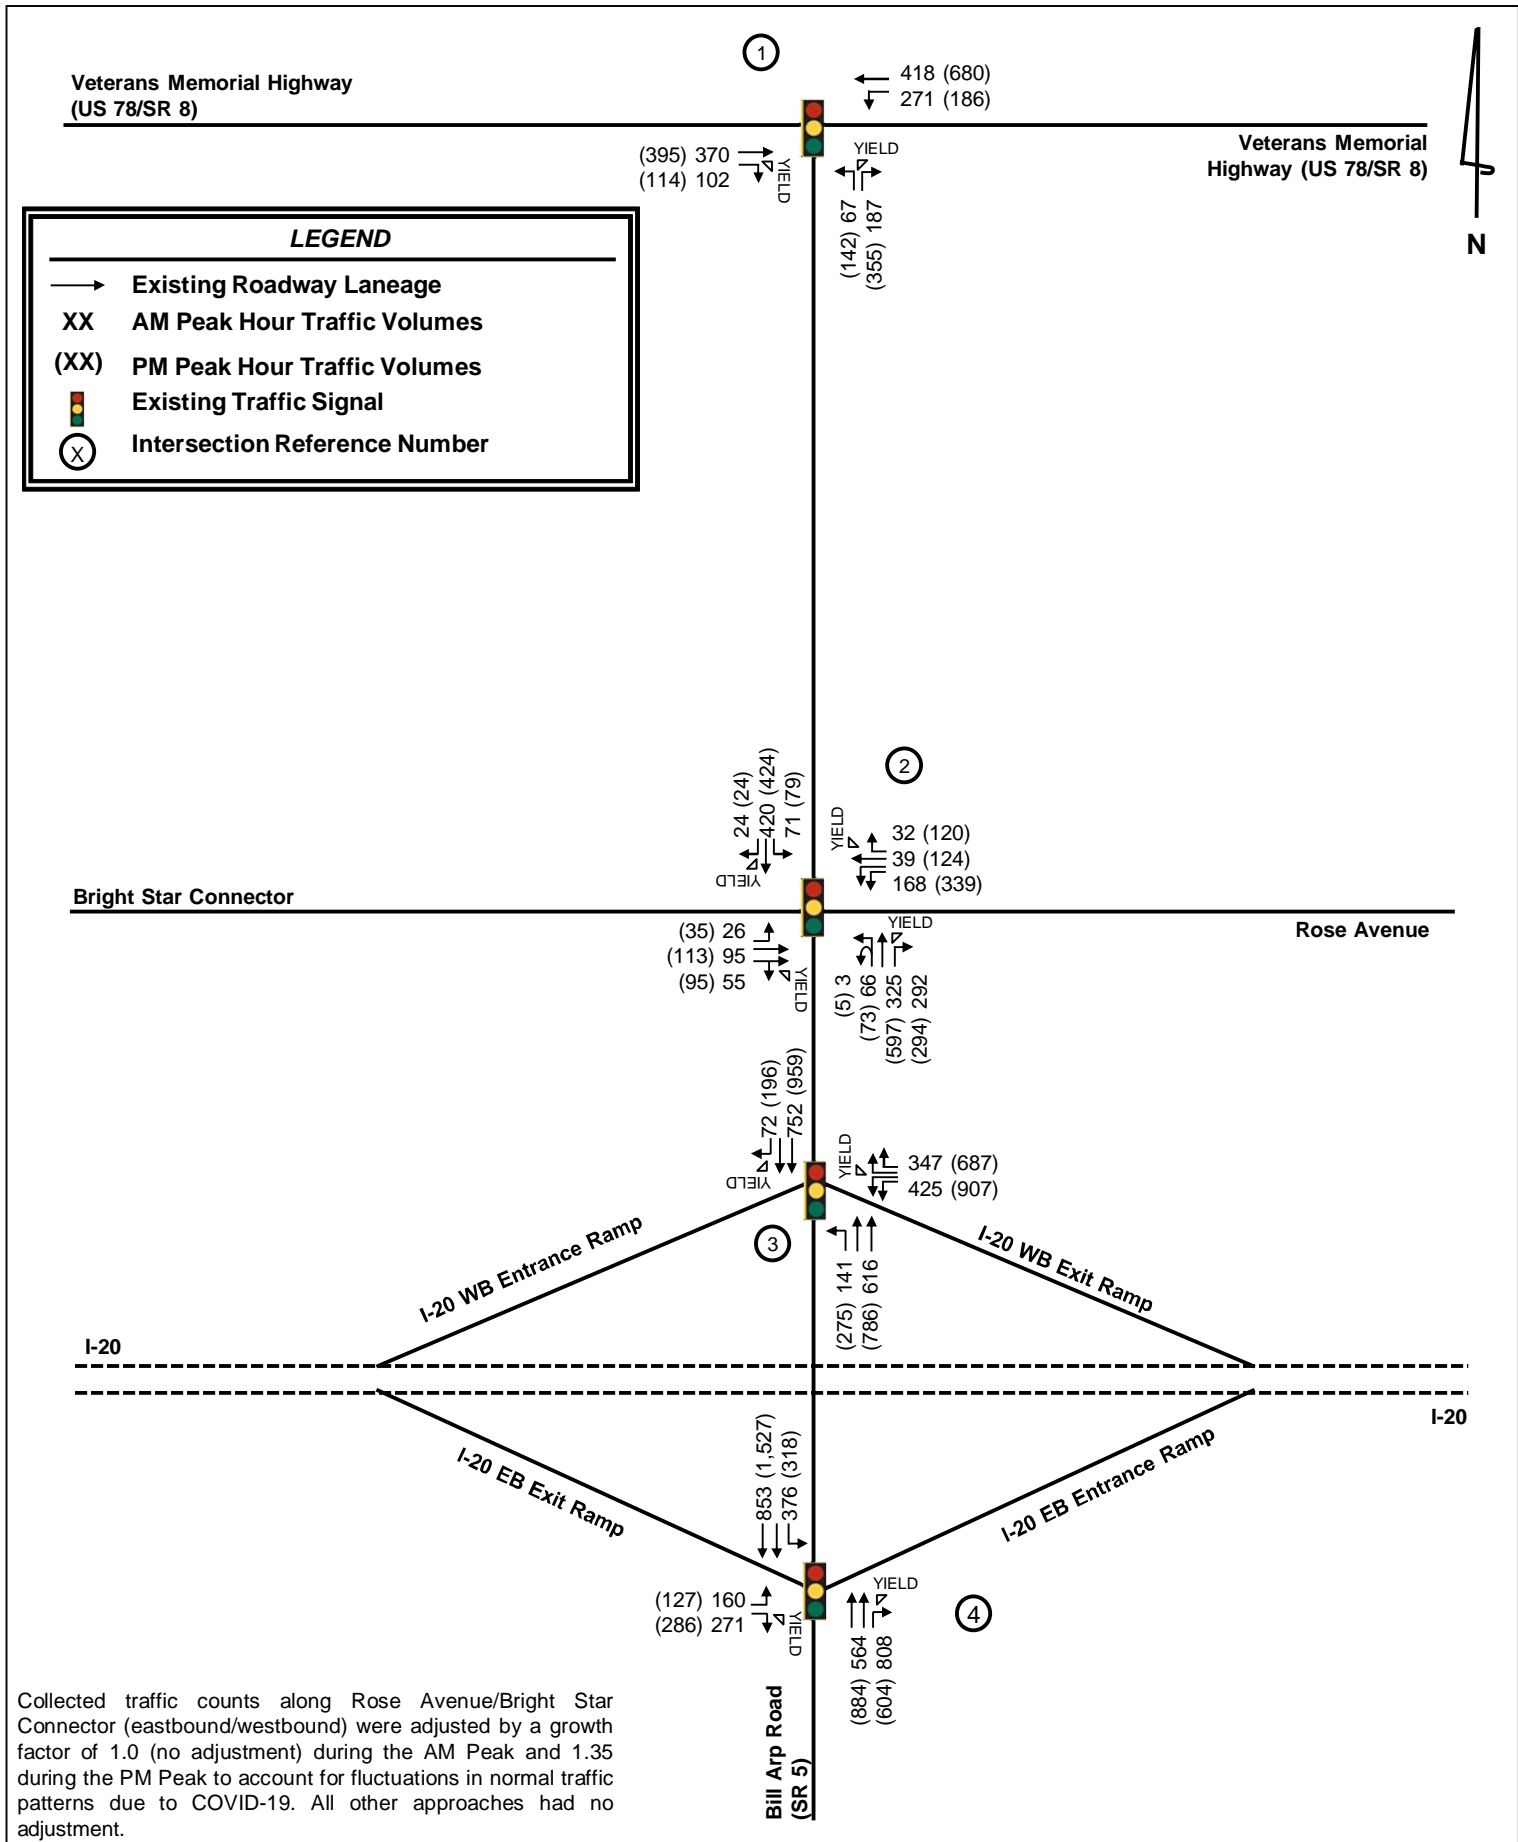 1
Veterans Memorial Highway
(US 78/SR 8)
418 (680)
271 (186)
Veterans Memorial
Highway (US 78/SR 8)
(395) 370
(114) 102
YIELD
YIELD
(142) 67
(355) 187
N
LEGEND
Existing Roadway Laneage
XX AM Peak Hour Traffic Volumes
(XX) PM Peak Hour Traffic Volumes
Existing Traffic Signal
X Intersection Reference Number
2
24 (24)
420 (424)
71 (79)
YIELD
YIELD
32 (120)
39 (124)
168 (339)
Bright Star Connector
Rose Avenue
(35) 26
(113) 95
(95) 55
YIELD
YIELD
(5) 3
(73) 66
(597) 325
(294) 292
72 (196)
752 (959)
YIELD
YIELD
347 (687)
425 (907)
3
I-20 WB Entrance Ramp
I-20 WB Exit Ramp
(275) 141
(786) 616
I-20
I-20
I-20 EB Exit Ramp
I-20 EB Entrance Ramp
853 (1,527)
376 (318)
(127) 160
(286) 271
YIELD
YIELD
4
(884) 564
(604) 808
Bill Arp Road
(SR 5)
Collected traffic counts along Rose Avenue/Bright Star
Connector (eastbound/westbound) were adjusted by a growth
factor of 1.0 (no adjustment) during the AM Peak and 1.35
during the PM Peak to account for fluctuations in normal traffic
patterns due to COVID-19. All other approaches had no
adjustment.